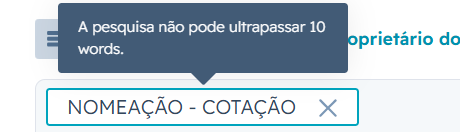 A pesquisa não pode ultrapassar 10
words.
oprietário do
NOMEAÇÃO - COTAÇÃO